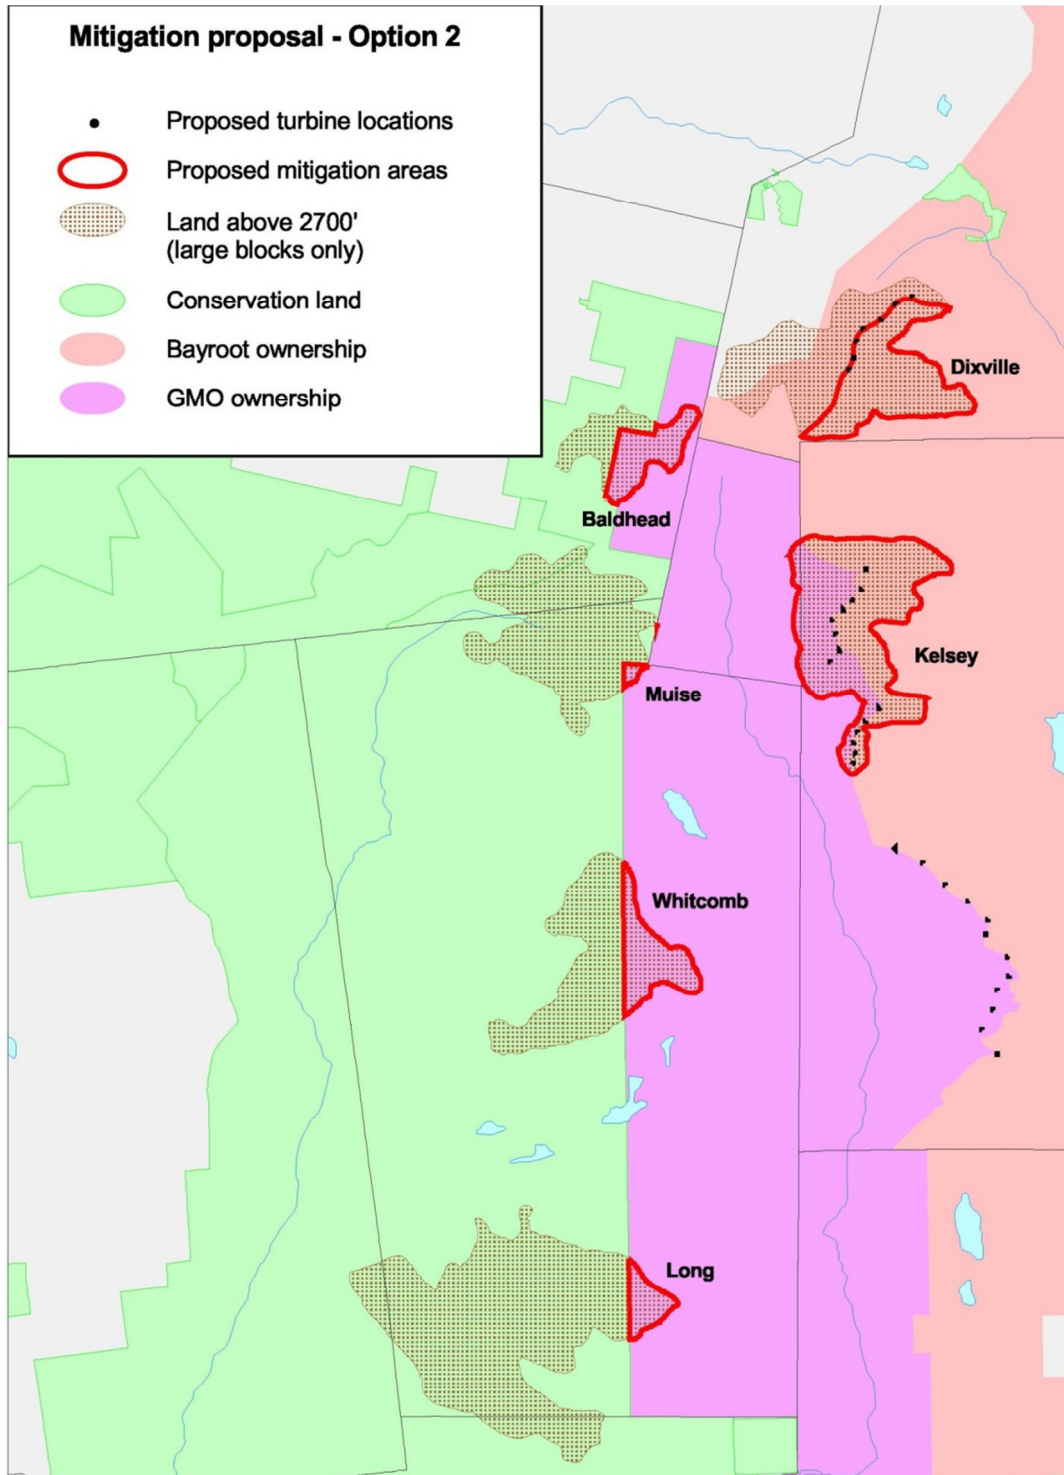 Mitigation proposal - Option 2
Proposed turbine locations
Proposed mitigation areas
Land above 2700'
(large blocks only)
Conservation land
Bayroot ownership
GMO ownership
Dixville
Baldhead
Kelsey
Muise
Whitcomb
Long